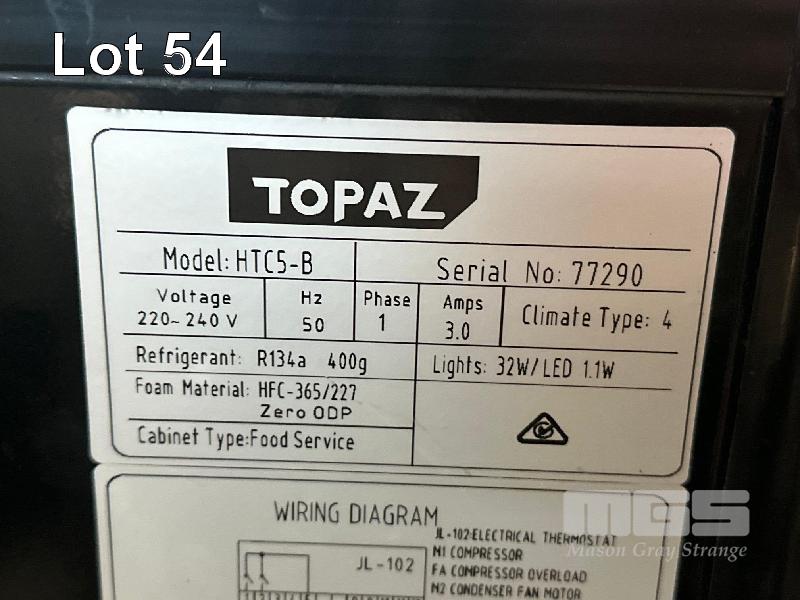 Lot 54
TOPAZ
Model: HTC5-B
Serial No: 77290
Voltage
220~240 V
Hz
50
Phase
1
Amps
3.0
Climate Type: 4
Refrigerant: R134a 400g
Lights: 32W/LED 1.1W
Foam Material: HFC-365/227
Zero ODP
Cabinet Type:Food Service
WIRING DIAGRAM
JL-102:ELECTRICAL THERMOSTAT
M1 COMPRESSOR
FA COMPRESSOR OVERLOAD
M2 CONDENSER FAN MOTOR
JL-102
MGS
Mason Gray Strange